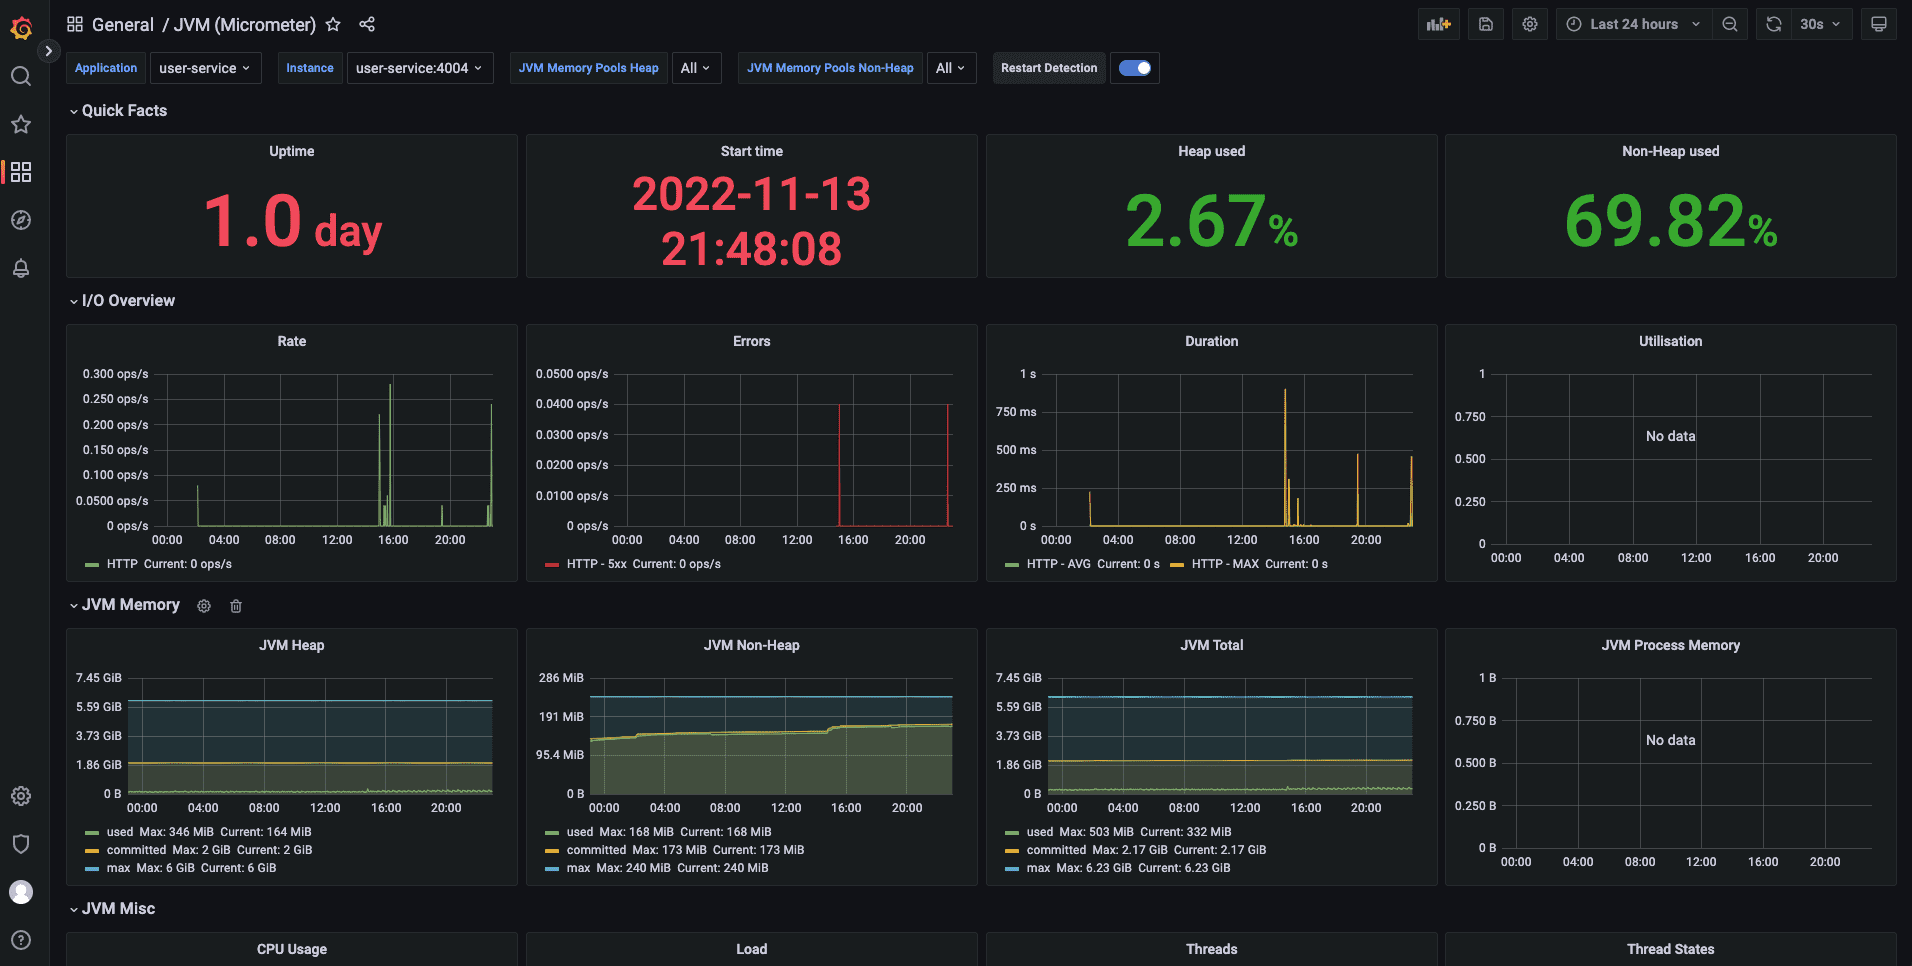 General / JVM (Micrometer)
Last 24 hours
30s
Application user-service Instance user-service:4004 JVM Memory Pools Heap All JVM Memory Pools Non-Heap All Restart Detection
Quick Facts
Uptime
1.0 day
Start time
2022-11-13
21:48:08
Heap used
2.67%
Non-Heap used
69.82%
I/O Overview
Rate
0.300 ops/s
0.250 ops/s
0.200 ops/s
0.150 ops/s
0.100 ops/s
0.0500 ops/s
0 ops/s
00:00 04:00 08:00 12:00 16:00 20:00
HTTP Current: 0 ops/s
Errors
0.0500 ops/s
0.0400 ops/s
0.0300 ops/s
0.0200 ops/s
0.0100 ops/s
0 ops/s
00:00 04:00 08:00 12:00 16:00 20:00
HTTP - 5xx Current: 0 ops/s
Duration
1 s
750 ms
500 ms
250 ms
0 s
00:00 04:00 08:00 12:00 16:00 20:00
HTTP - AVG Current: 0 s HTTP - MAX Current: 0 s
Utilisation
1
0.750
0.500
0.250
0
No data
00:00 04:00 08:00 12:00 16:00 20:00
JVM Memory
JVM Heap
7.45 GiB
5.59 GiB
4.73 GiB
1.86 GiB
0 B
00:00 04:00 08:00 12:00 16:00 20:00
used Max: 346 MiB Current: 164 MiB
committed Max: 2 GiB Current: 2 GiB
max Max: 6 GiB Current: 6 GiB
JVM Non-Heap
286 MiB
191 MiB
95.4 MiB
0 B
00:00 04:00 08:00 12:00 16:00 20:00
used Max: 168 MiB Current: 168 MiB
committed Max: 173 MiB Current: 173 MiB
max Max: 240 MiB Current: 240 MiB
JVM Total
7.45 GiB
5.59 GiB
3.73 GiB
1.86 GiB
0 B
00:00 04:00 08:00 12:00 16:00 20:00
used Max: 503 MiB Current: 332 MiB
committed Max: 2.17 GiB Current: 2.17 GiB
max Max: 6.23 GiB Current: 6.23 GiB
JVM Process Memory
1 B
0.750 B
0.500 B
0.250 B
0 B
No data
00:00 04:00 08:00 12:00 16:00 20:00
JVM Misc
CPU Usage
Load
Threads
Thread States